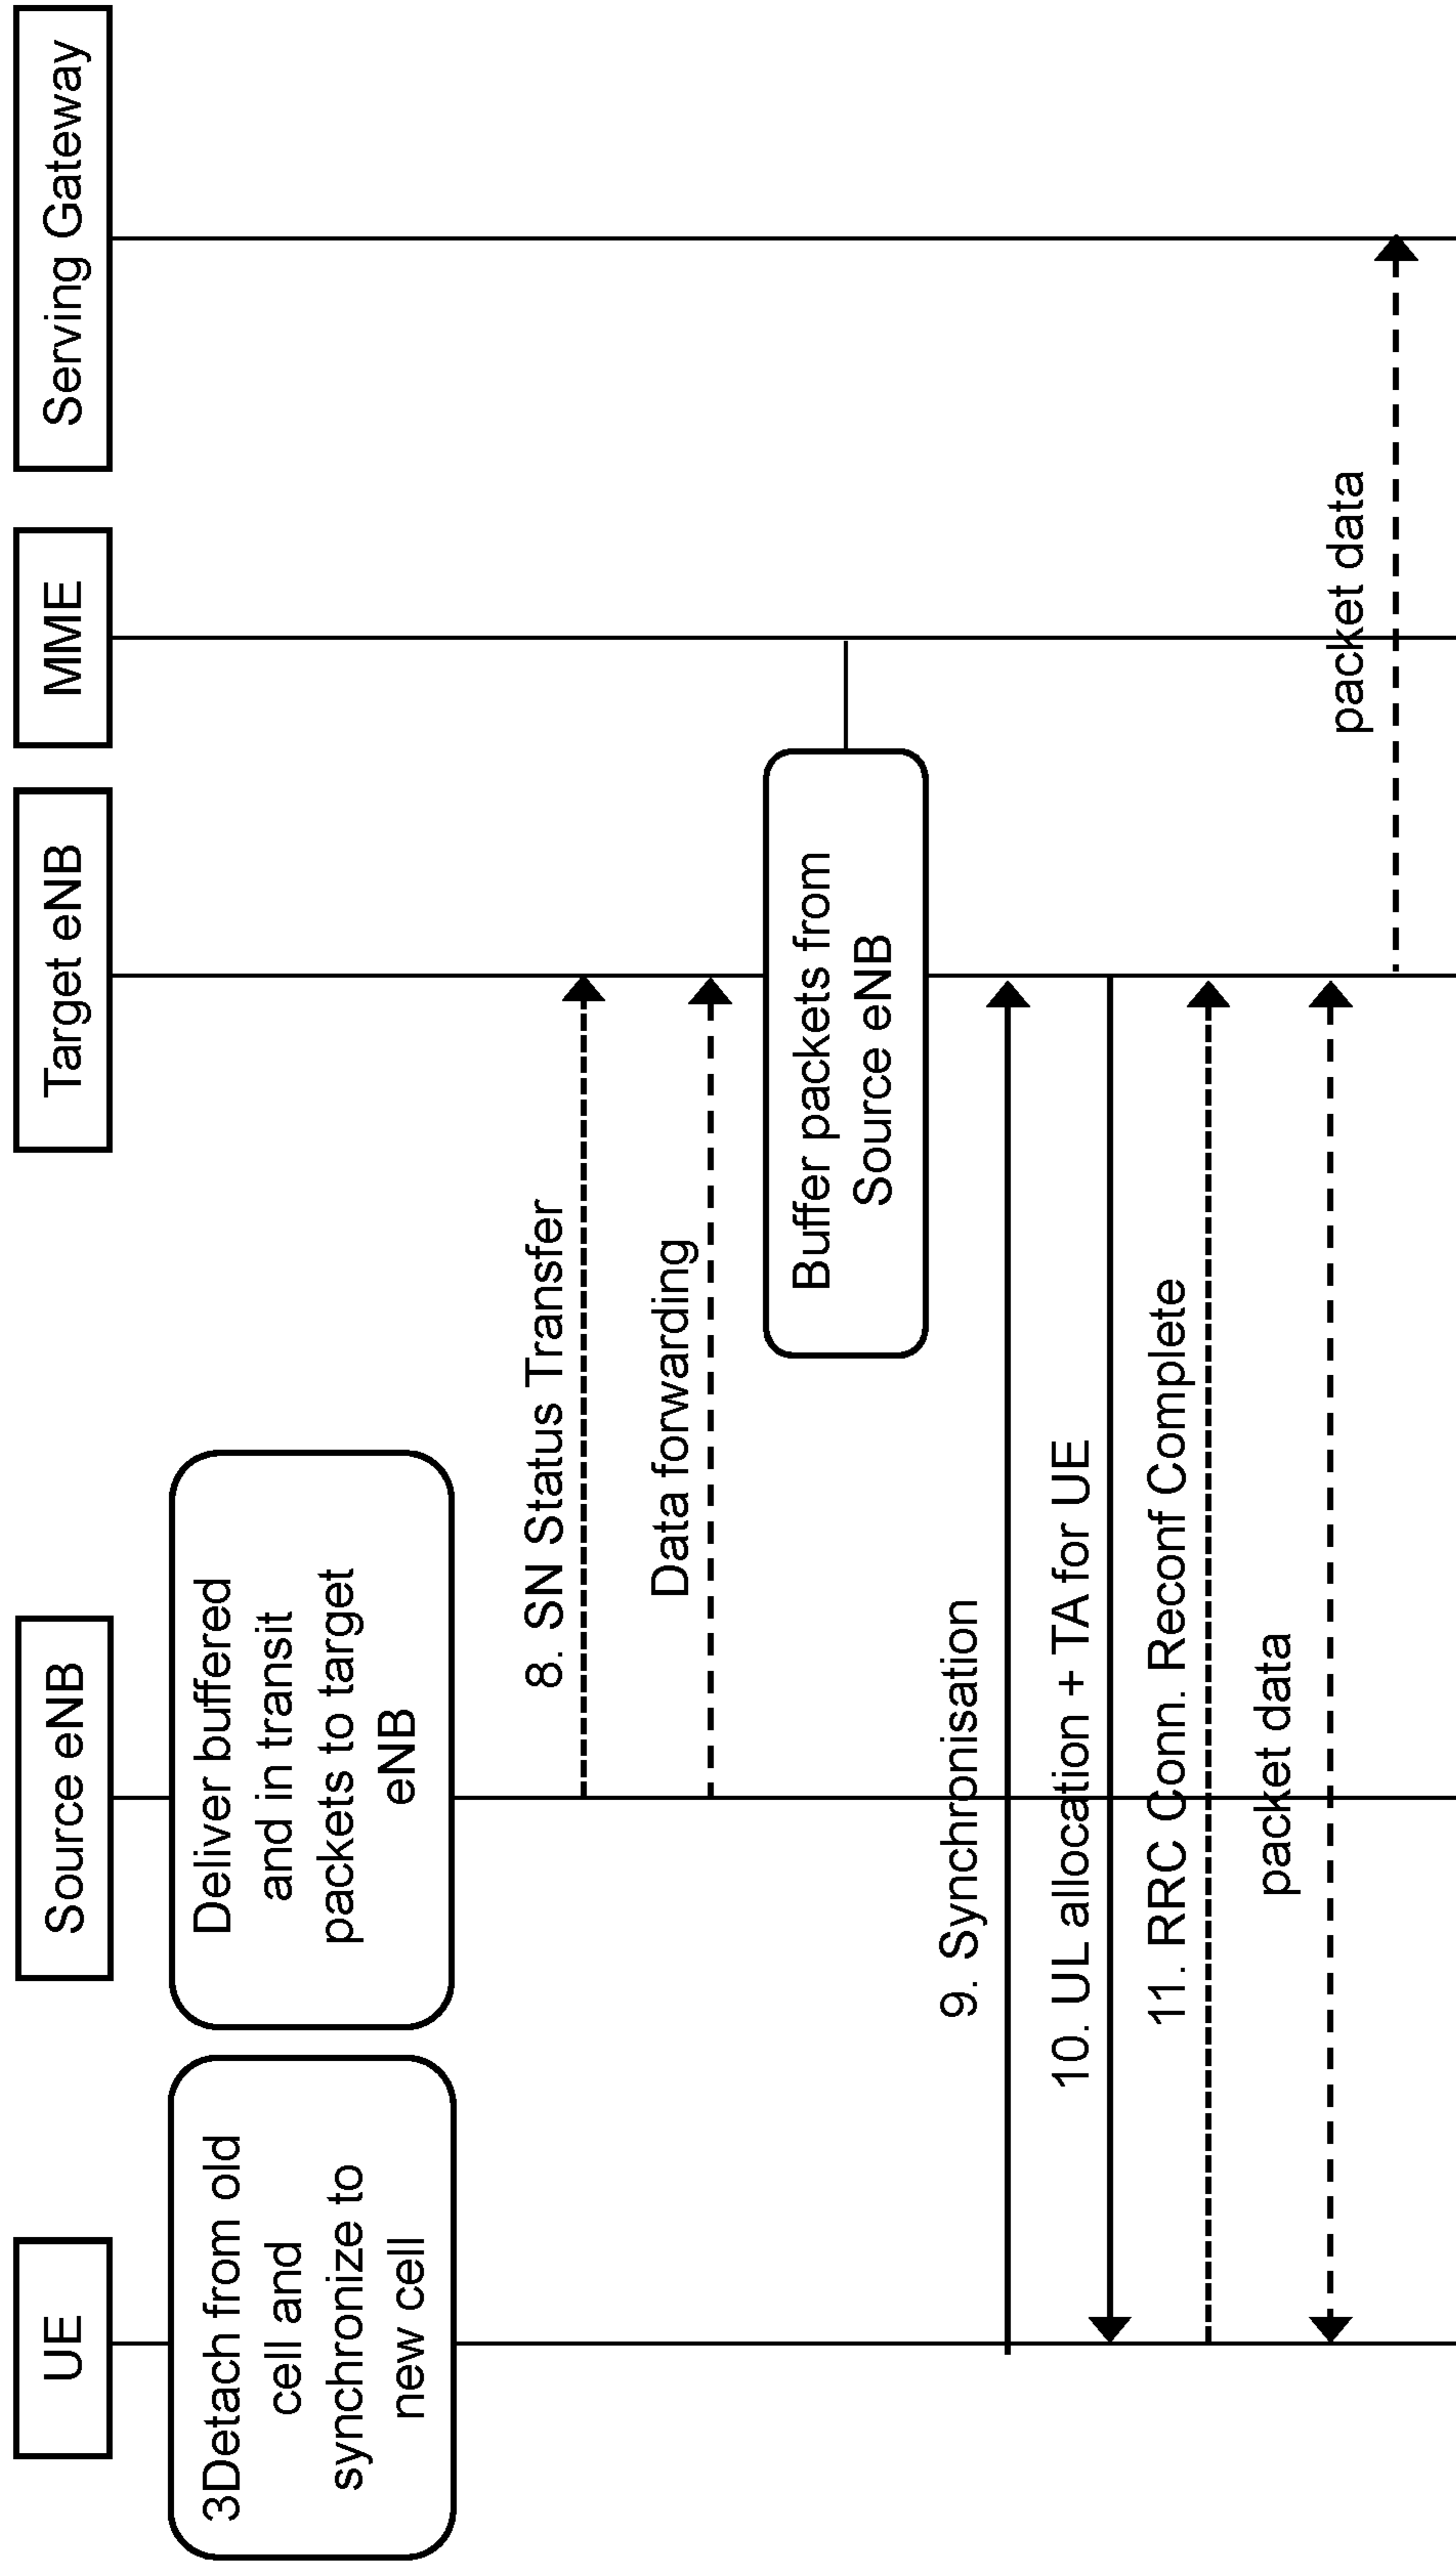 UE
Source eNB
Target eNB
MME
Serving Gateway
3Detach from old
cell and
synchronize to
new cell
Deliver buffered
and in transit
packets to target
eNB
8. SN Status Transfer
Data forwarding
Buffer packets from
Source eNB
9. Synchronisation
10. UL allocation + TA for UE
11. RRC Conn. Reconf Complete
packet data
packet data